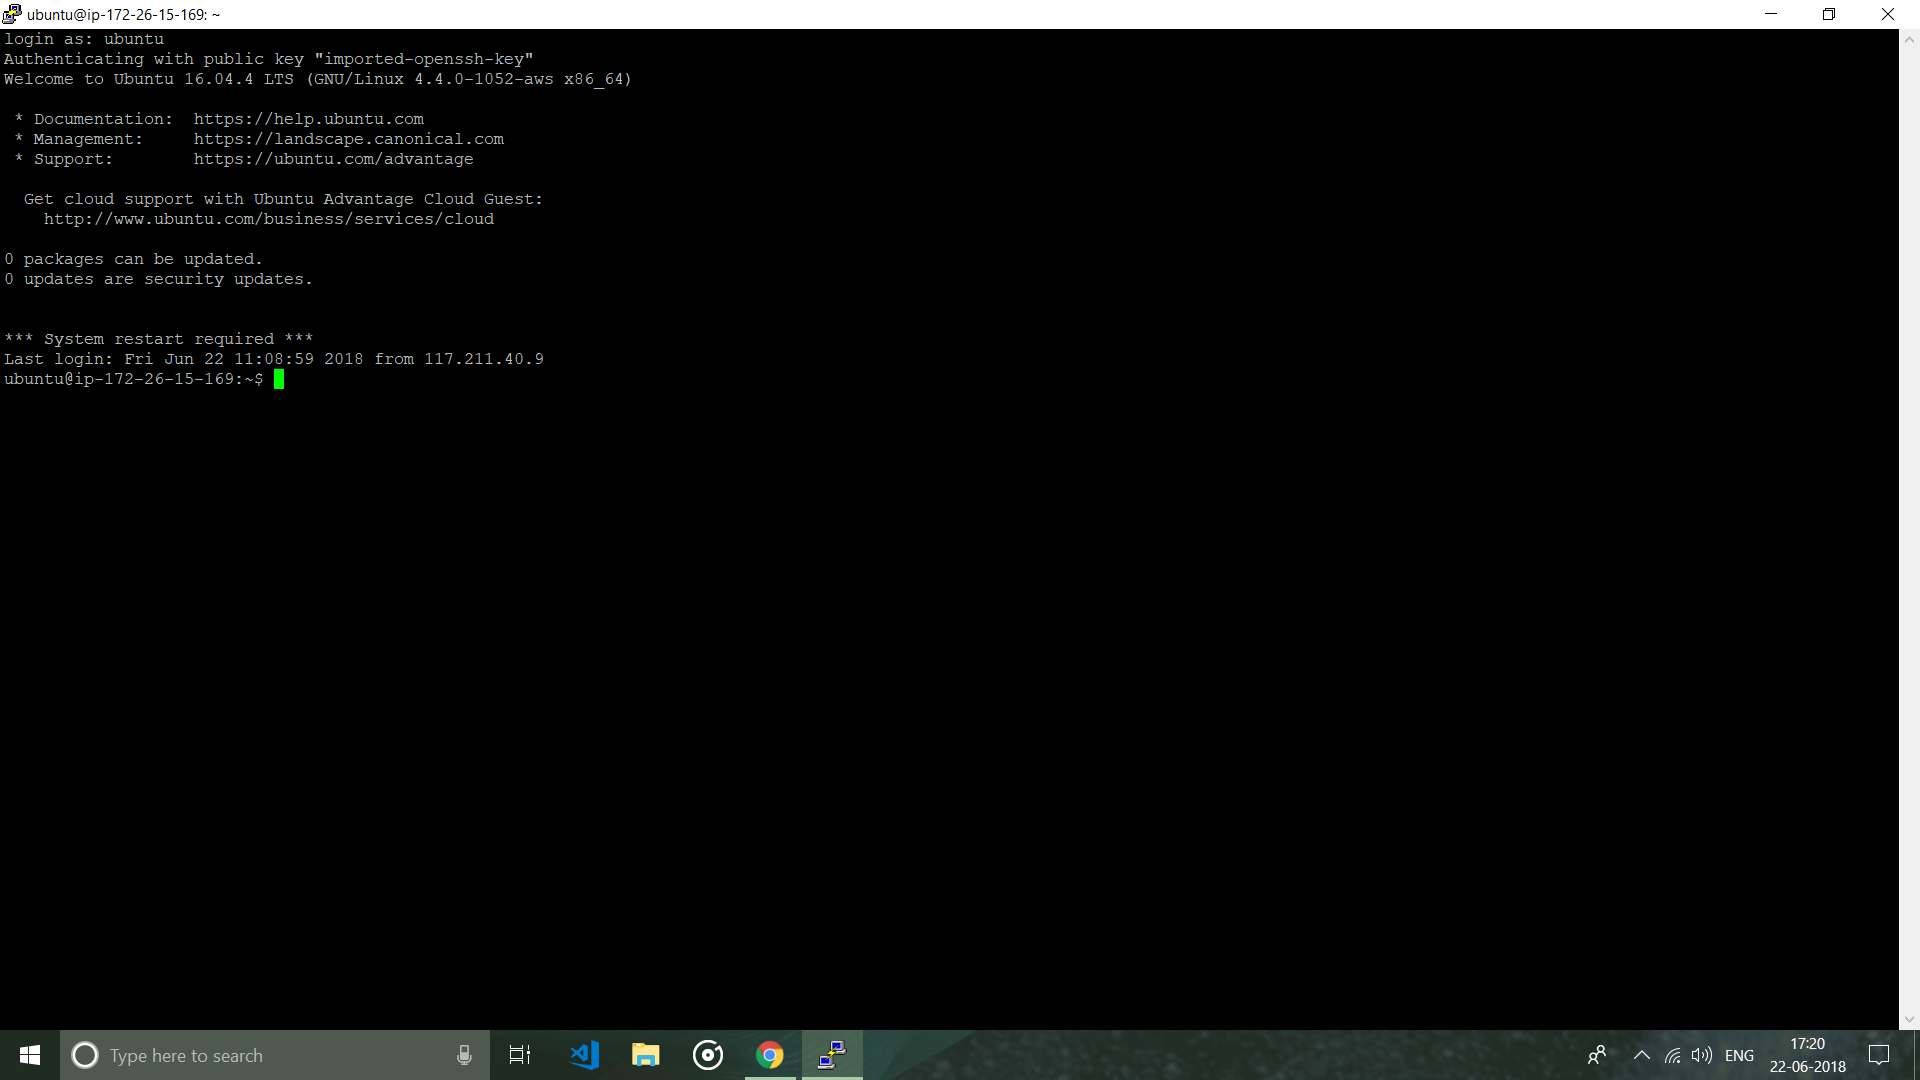 ubuntu@ip-172-26-15-169: ~
login as: ubuntu
Authenticating with public key "imported-openssh-key"
Welcome to Ubuntu 16.04.4 LTS (GNU/Linux 4.4.0-1052-aws x86_64)
* Documentation:  https://help.ubuntu.com
* Management:     https://landscape.canonical.com
* Support:        https://ubuntu.com/advantage
Get cloud support with Ubuntu Advantage Cloud Guest:
http://www.ubuntu.com/business/services/cloud
0 packages can be updated.
0 updates are security updates.
*** System restart required ***
Last login: Fri Jun 22 11:08:59 2018 from 117.211.40.9
ubuntu@ip-172-26-15-169:~$
Type here to search
ENG
17:20
22-06-2018